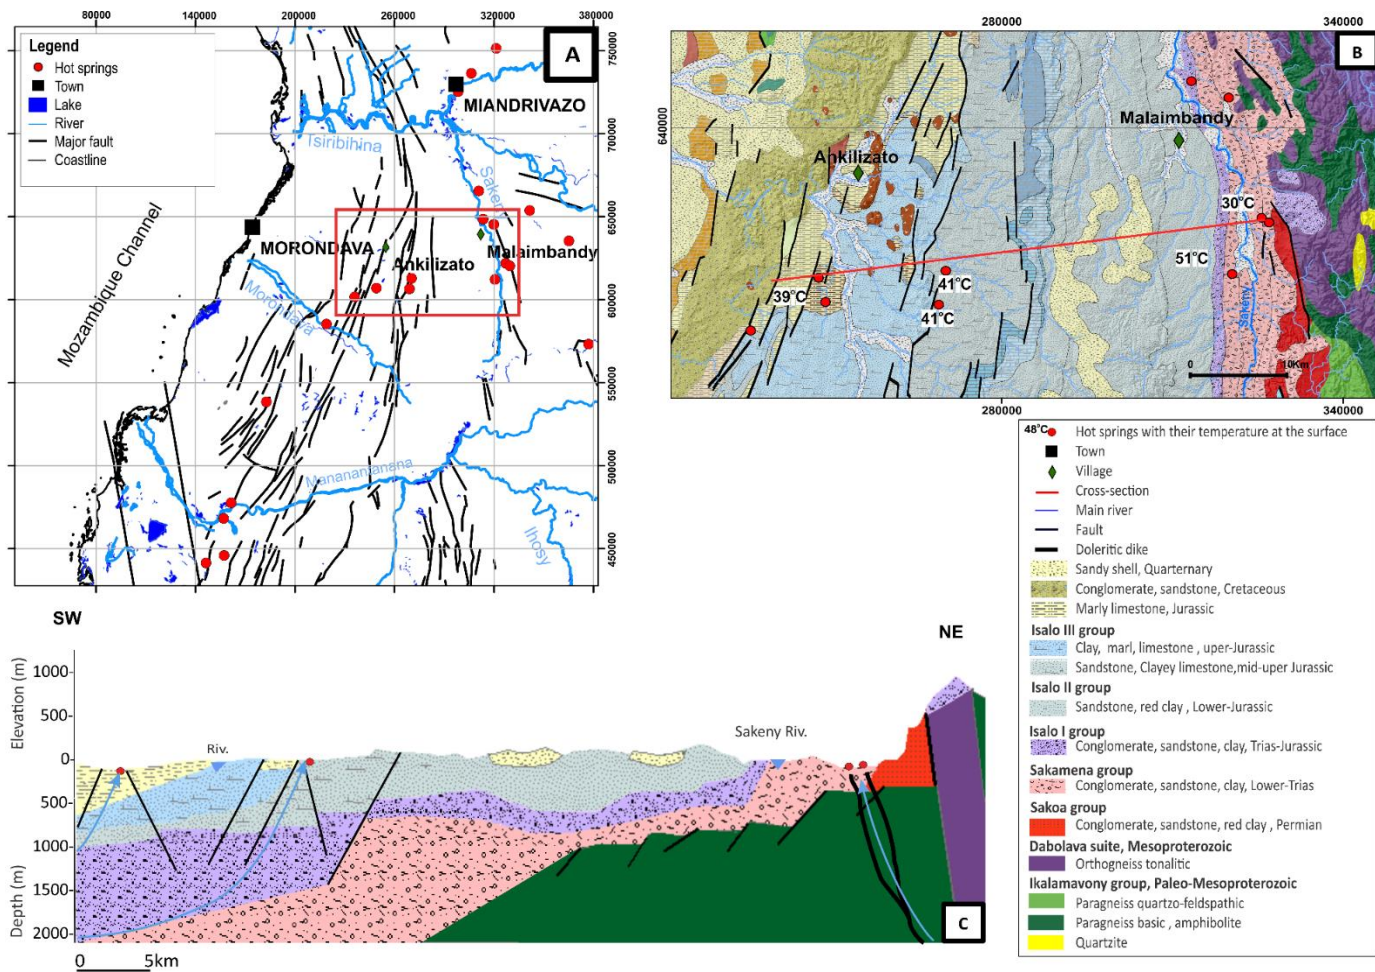 80000 140000 200000 260000 320000 380000
Legend
Hot springs
Town
Lake
River
Major fault
Coastline
A
MIANDRIVAZO
Tsiribihina
Sakeny
MORONDAVA
Ankilizato
Malaimbandy
Morondava
Mozambique Channel
Mananantanana
Ihosy
750000
700000
650000
600000
550000
500000
450000
280000 340000
B
640000
Malaimbandy
Ankilizato
30°C
51°C
41°C
39°C
41°C
Sakeny
0 10Km
280000 340000
48°C Hot springs with their temperature at the surface
Town
Village
Cross-section
Main river
Fault
Doleritic dike
Sandy shell, Quarternary
Conglomerate, sandstone, Cretaceous
Marly limestone, Jurassic
Isalo III group
Clay, marl, limestone , uper-Jurassic
Sandstone, Clayey limestone,mid-uper Jurassic
Isalo II group
Sandstone, red clay , Lower-Jurassic
Isalo I group
Conglomerate, sandstone, clay, Trias-Jurassic
Sakamena group
Conglomerate, sandstone, clay, Lower-Trias
Sakoa group
Conglomerate, sandstone, red clay , Permian
Dabolava suite, Mesoproterozoic
Orthogneiss tonalitic
Ikalamavony group, Paleo-Mesoproterozoic
Paragneiss quartzo-feldspathic
Paragneiss basic , amphibolite
Quartzite
SW
NE
Elevation (m)
1000-
500-
0
500-
1000-
1500-
2000-
Depth (m)
Riv.
Sakeny Riv.
C
0 5km